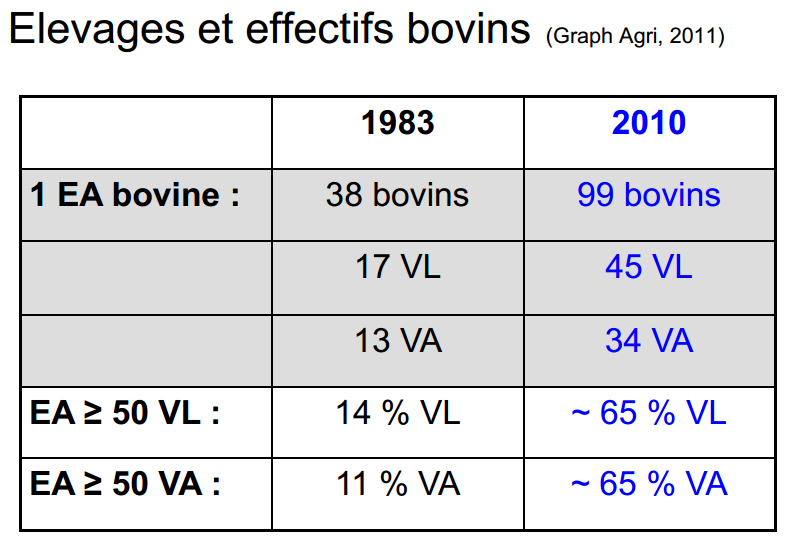 Elevages et effectifs bovins (Graph Agri, 2011)
1983 2010
1 EA bovine : 38 bovins 99 bovins
17 VL 45 VL
13 VA 34 VA
EA ≥ 50 VL : 14 % VL ~ 65 % VL
EA ≥ 50 VA : 11 % VA ~ 65 % VA